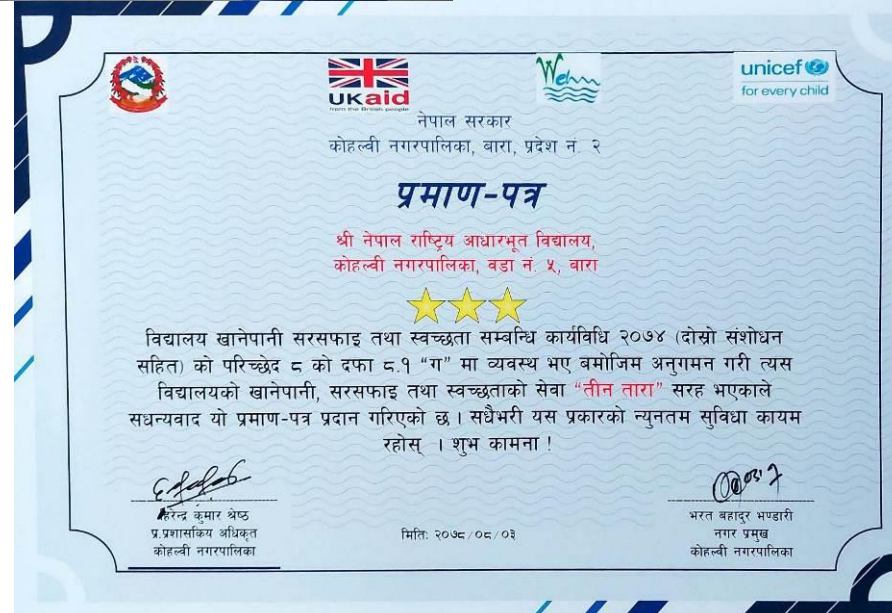 UKaid
from the British people
Wehm
unicef
for every child
नेपाल सरकार
कोहल्वी नगरपालिका, बारा, प्रदेश नं. २
प्रमाण-पत्र
श्री नेपाल राष्ट्रिय आधारभूत विद्यालय,
कोहल्वी नगरपालिका, वडा नं. ५, बारा
विद्यालय खानेपानी सरसफाइ तथा स्वच्छता सम्बन्धि कार्यविधि २०७४ (दोस्रो संशोधन
सहित) को परिच्छेद ८ को दफा ८.१ “ग” मा व्यवस्थ भए बमोजिम अनुगमन गरी त्यस
विद्यालयको खानेपानी, सरसफाइ तथा स्वच्छताको सेवा “तीन तारा” सरह भएकाले
सधन्यवाद यो प्रमाण-पत्र प्रदान गरिएको छ । सधैभरी यस प्रकारको न्युनतम सुविधा कायम
रहोस् । शुभ कामना !
हरेन्द्र कुमार श्रेष्ठ
प्र.प्रशासकिय अधिकृत
कोहल्वी नगरपालिका
मितिः २०७८/०८/०३
भरत बहादुर भण्डारी
नगर प्रमुख
कोहल्वी नगरपालिका